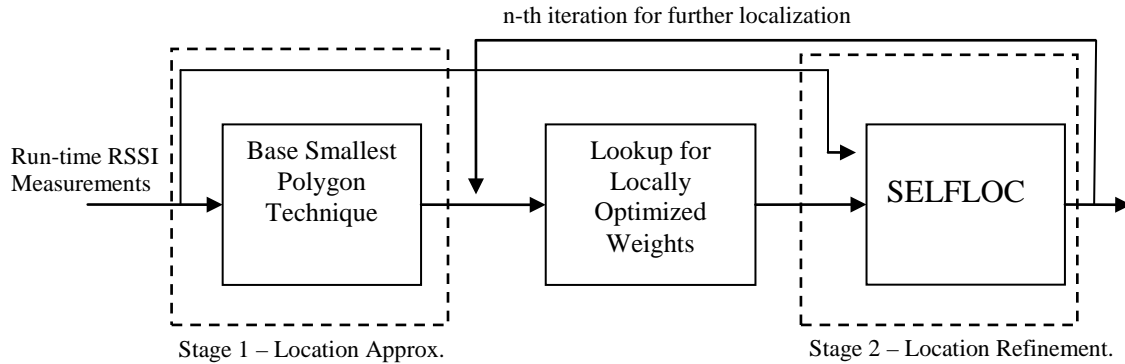 n-th iteration for further localization
Run-time RSSI
Measurements
Base Smallest
Polygon
Technique
Lookup for
Locally
Optimized
Weights
SELFLOC
Stage 1 – Location Approx.
Stage 2 – Location Refinement.